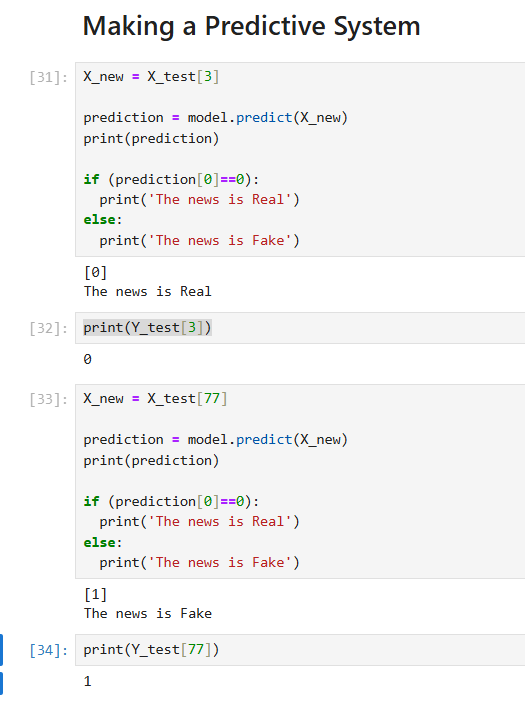 Making a Predictive System
[31]: X_new = X_test[3]
prediction = model.predict(X_new)
print(prediction)
if (prediction[0]==0):
  print('The news is Real')
else:
  print('The news is Fake')
[0]
The news is Real
[32]: print(Y_test[3])
0
[33]: X_new = X_test[77]
prediction = model.predict(X_new)
print(prediction)
if (prediction[0]==0):
  print('The news is Real')
else:
  print('The news is Fake')
[1]
The news is Fake
[34]: print(Y_test[77])
1